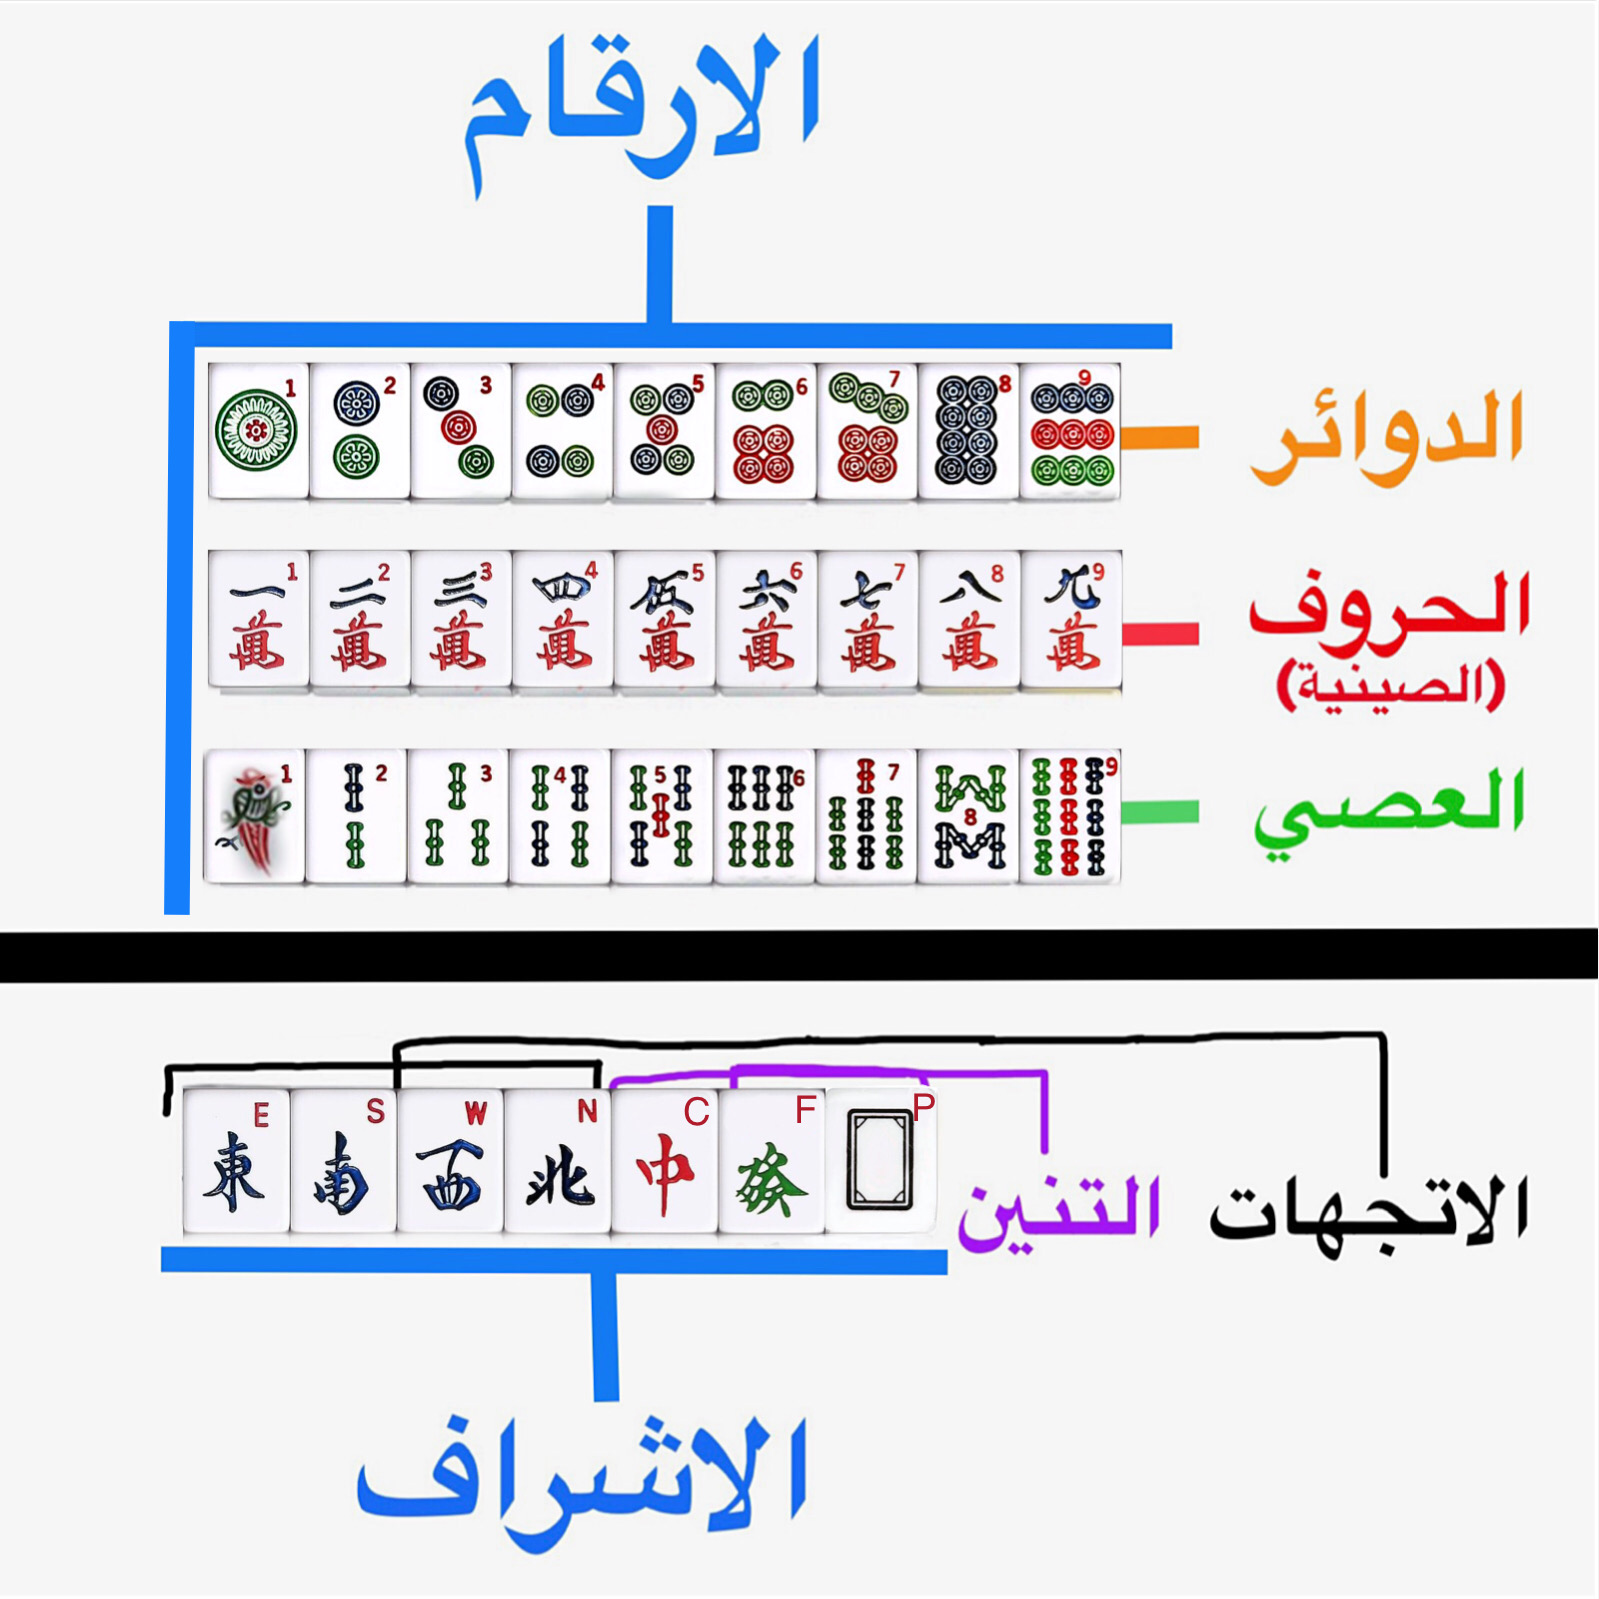 الارقام
1 2 3 4 5 6 7 8 9
الدوائر
1 2 3 4 5 6 7 8 9
一 二 三 四 伍 六 七 八 九
萬 萬 萬 萬 萬 萬 萬 萬 萬
الحروف
(الصينية)
1 2 3 4 5 6 7 8 9
العصي
E S W N C F P
東 南 西 北 中 發
التنين
الاتجهات
الاشراف